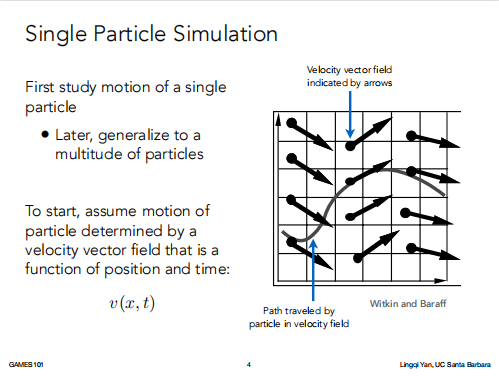 Single Particle Simulation
First study motion of a single
particle
• Later, generalize to a
multitude of particles
To start, assume motion of
particle determined by a
velocity vector field that is a
function of position and time:
v(x, t)
Velocity vector field
indicated by arrows
Path traveled by
particle in velocity field
Witkin and Baraff
GAMES101
4
Lingqi Yan, UC Santa Barbara